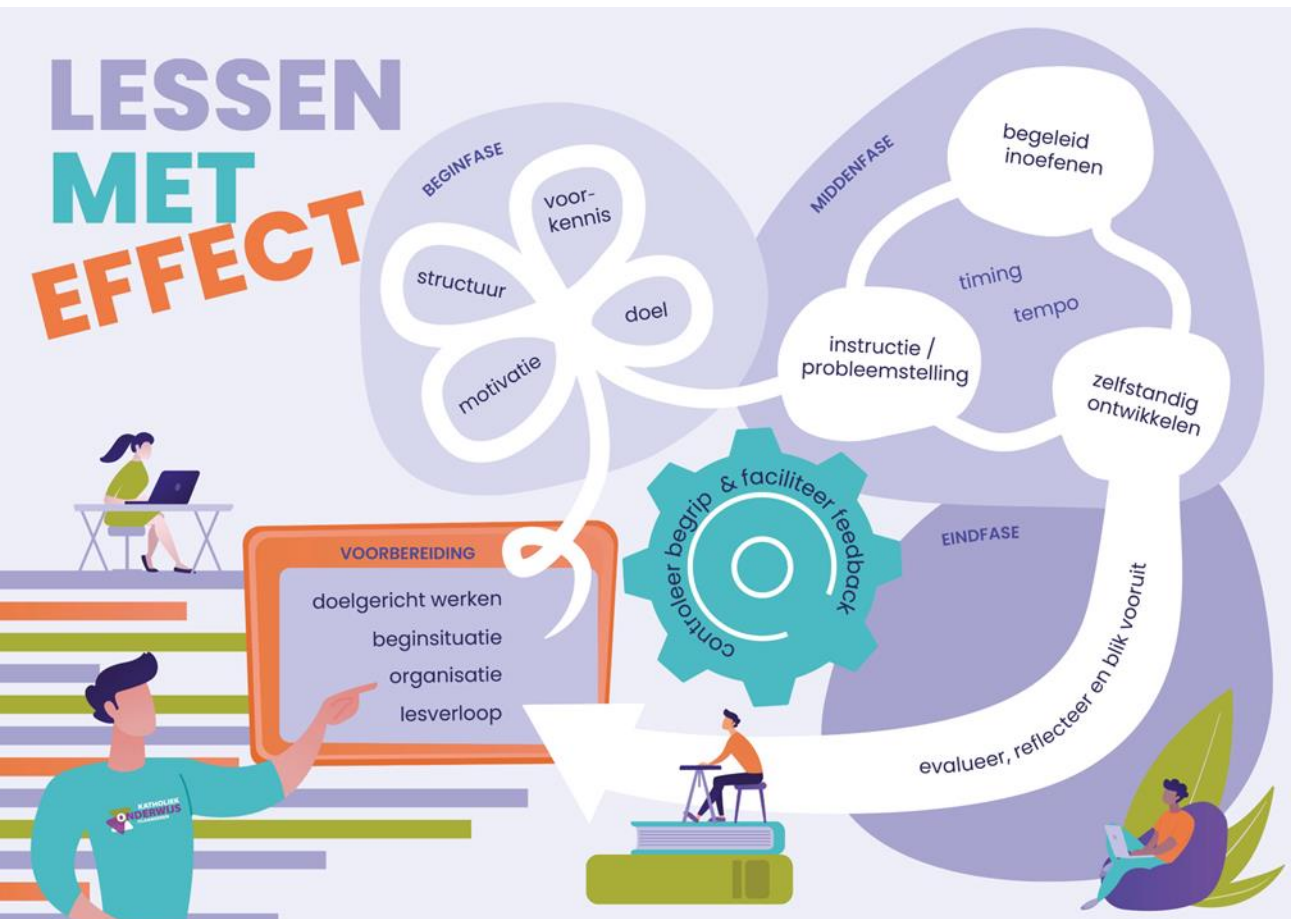 LESSEN
MET
EFFECT
BEGINFASE
voor-
kennis
structuur
doel
motivatie
MIDDENFASE
begeleid
inoefenen
timing
tempo
instructie /
probleemstelling
zelfstandig
ontwikkelen
controleer begrip & faciliteer feedback
EINDFASE
evalueer, reflecteer en blik vooruit
VOORBEREIDING
doelgericht werken
beginsituatie
organisatie
lesverloop
KATHOLIEK
ONDERWIJS